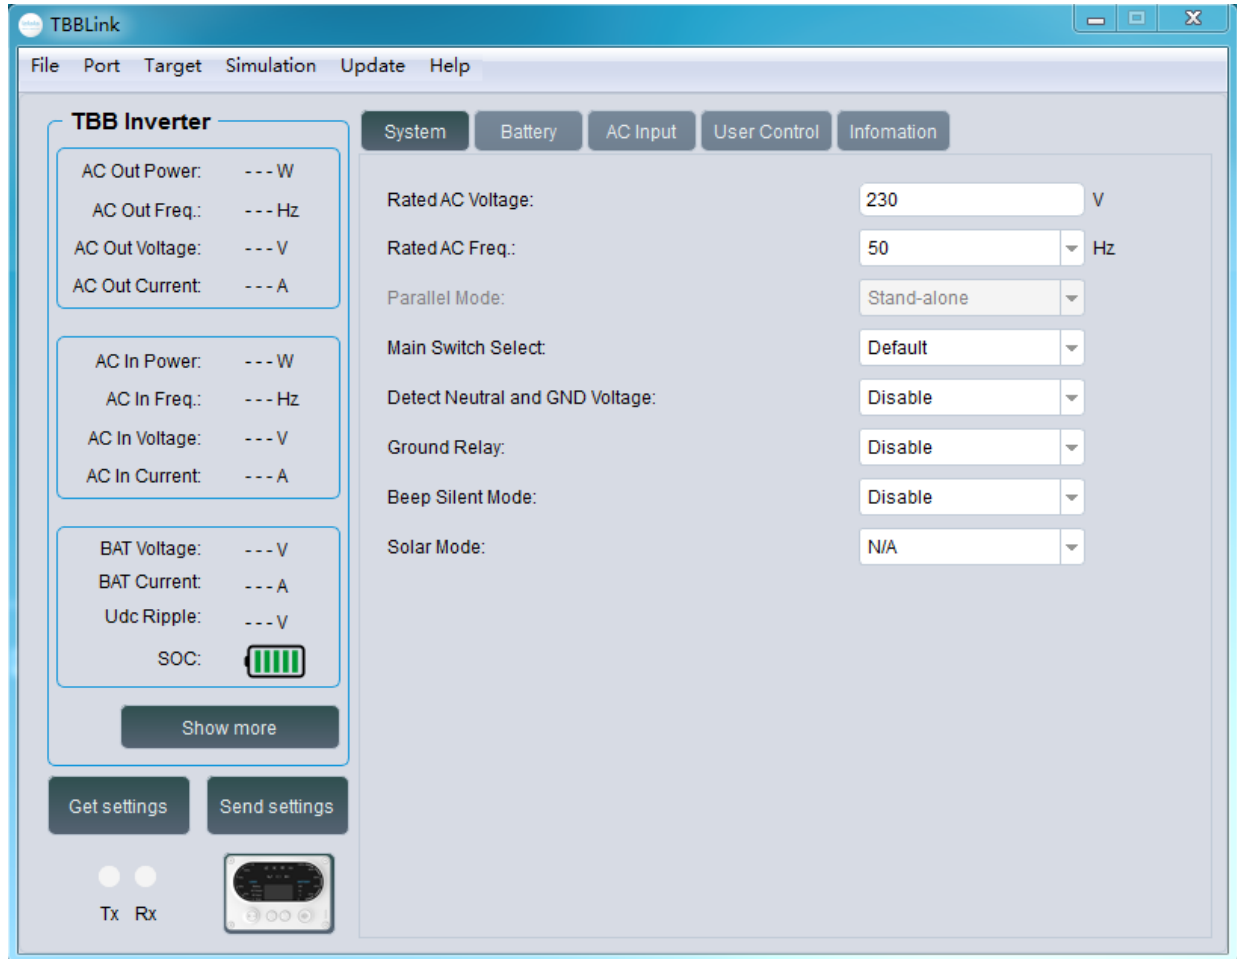 TBBLink
File Port Target Simulation Update Help
TBB Inverter
AC Out Power: ---W
AC Out Freq.: ---Hz
AC Out Voltage: ---V
AC Out Current: ---A
AC In Power: ---W
AC In Freq.: ---Hz
AC In Voltage: ---V
AC In Current: ---A
BAT Voltage: ---V
BAT Current: ---A
Udc Ripple: ---V
SOC:
Show more
Get settings Send settings
Tx Rx
System Battery AC Input User Control Infomation
Rated AC Voltage: 230 V
Rated AC Freq.: 50 Hz
Parallel Mode: Stand-alone
Main Switch Select: Default
Detect Neutral and GND Voltage: Disable
Ground Relay: Disable
Beep Silent Mode: Disable
Solar Mode: N/A